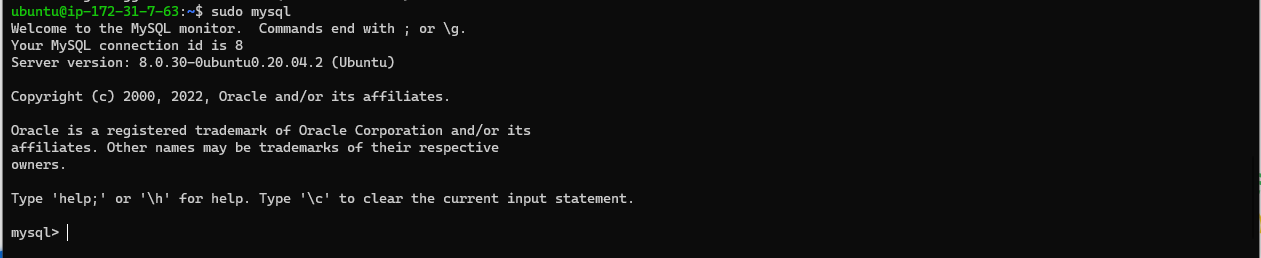 ubuntu@ip-172-31-7-63:~$ sudo mysql
Welcome to the MySQL monitor.  Commands end with ; or \g.
Your MySQL connection id is 8
Server version: 8.0.30-0ubuntu0.20.04.2 (Ubuntu)
Copyright (c) 2000, 2022, Oracle and/or its affiliates.
Oracle is a registered trademark of Oracle Corporation and/or its
affiliates. Other names may be trademarks of their respective
owners.
Type 'help;' or '\h' for help. Type '\c' to clear the current input statement.
mysql>